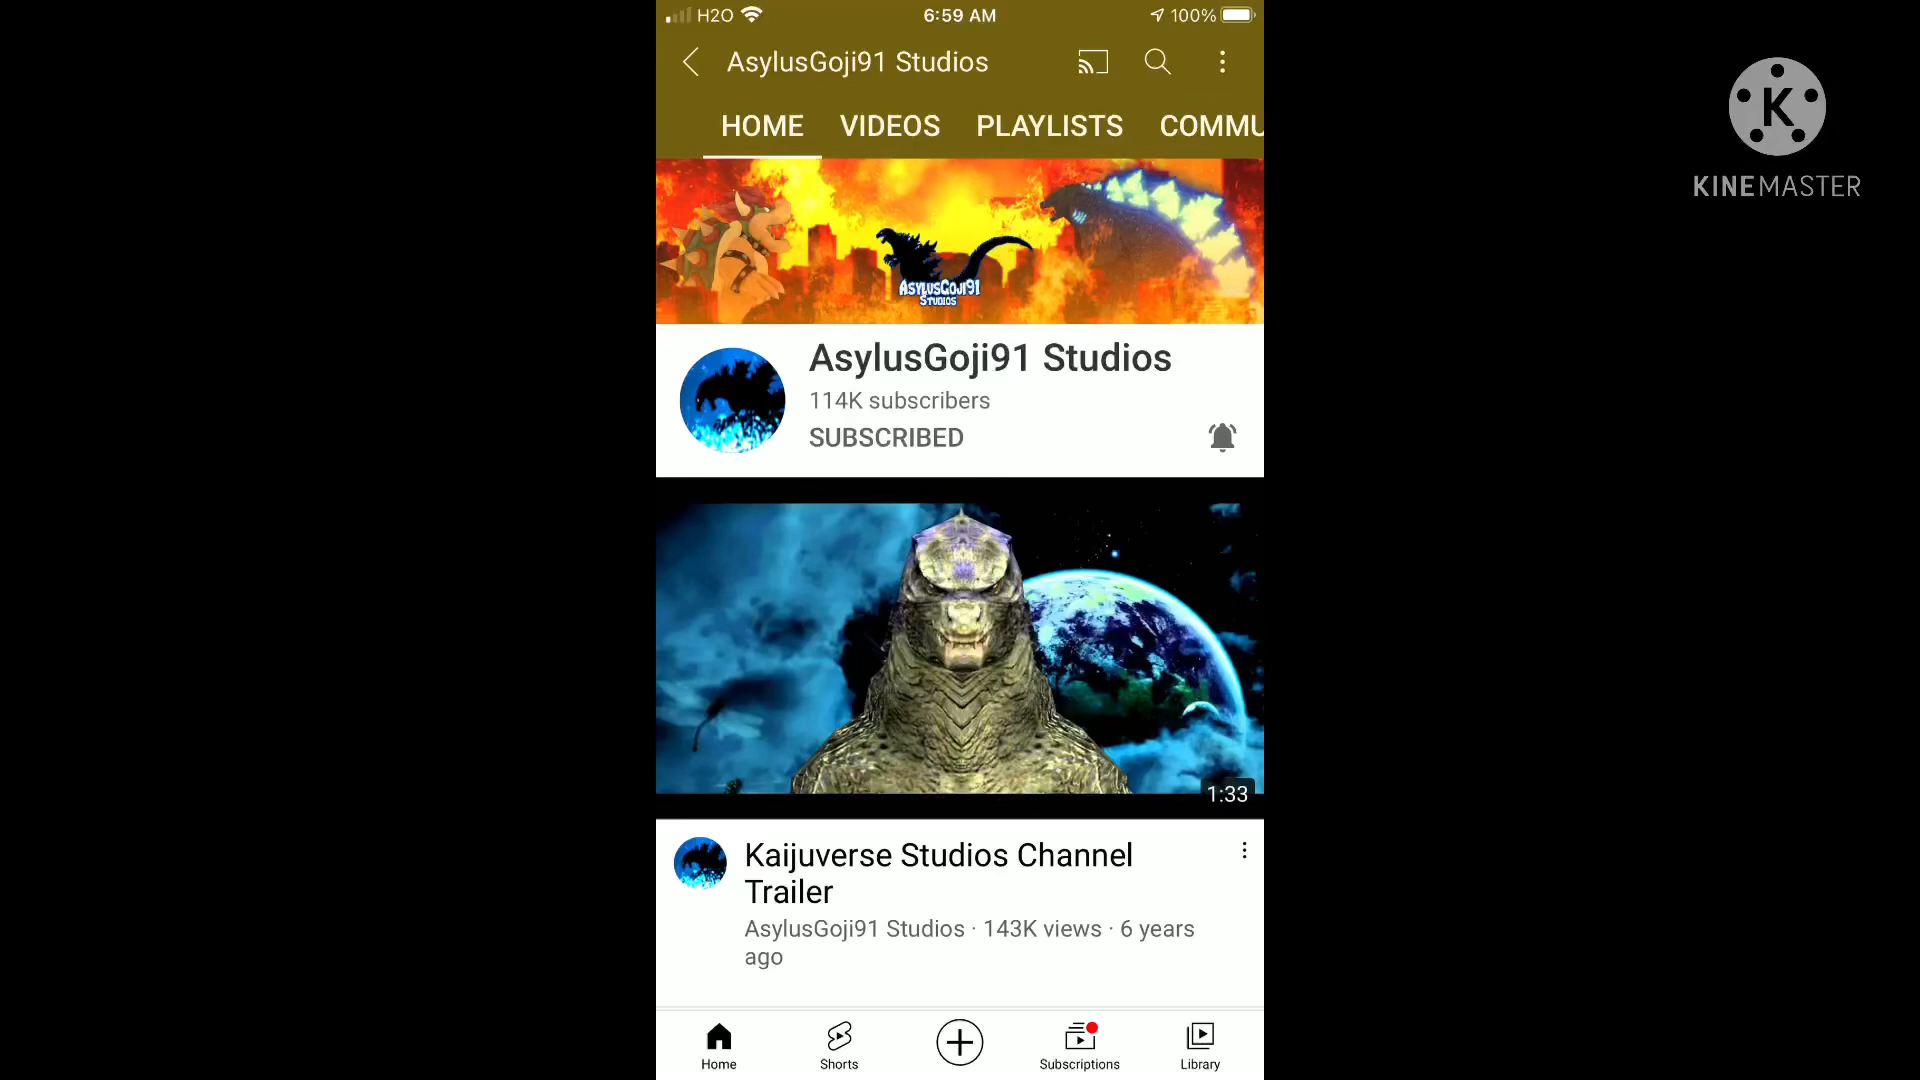 H2O 6:59 AM 100%
AsylusGoji91 Studios
HOME VIDEOS PLAYLISTS COMMU
K
KINEMASTER
ASYLUSGOJI91
STUDIOS
AsylusGoji91 Studios
114K subscribers
SUBSCRIBED
1:33
Kaijuverse Studios Channel
Trailer
AsylusGoji91 Studios · 143K views · 6 years
ago
Home Shorts Subscriptions Library